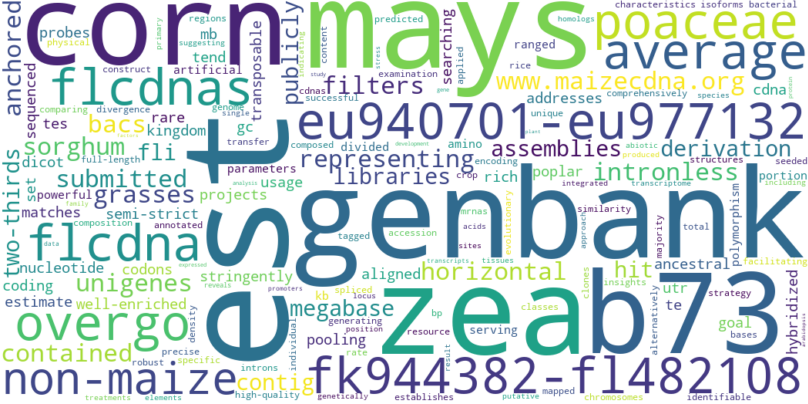 corn mays poaceae
characteristics isoforms bacterial
regions predicted homologs
probes mb
physical primary suggesting
tend content
stress rice
anchored publicly searching ranged
artificial construct indicating
flcdnas transposable filters
www.maizecdna.org average
examination applied
sequenced comparing divergence genome
cdnas study successful gene
addresses comprehensively species cdna
tes bacs rare
kingdom gc single
eu940701-eu977132
unique
sorghum fli
dicot full-length transfer
composed divided development amino
assemblies derivation
plant produced structures seeded
set powerful parameters
representing encoding crop
poplar intronless
abiotic integrated transcriptome portion
two-thirds submitted usage
libraries rich
matches grasses projects
est genbank
semi-strict polymorphism
including
composition annotated family
tagged accession mrnas acids sites
evolutionary similarity approach
majority total
flcdna codons data
nucleotide stringently
aligned horizontal hit ancestral
tissues transcripts facilitating
coding unigenes
analysis reveals expressed
kb spliced locus
clones insights utr
zea b73
estimate well-enriched
promoters megabase bp classes
te strategy
alternatively hybridized
overgo density
generating position resource
individual pooling serving goal
bases
contained precise introns
robust specific
rate result
arabidopsis
non-maize contig
high-quality
fk944382-fl482108
treatments elements
genetically establishes putative
mapped chromosomes identifiable